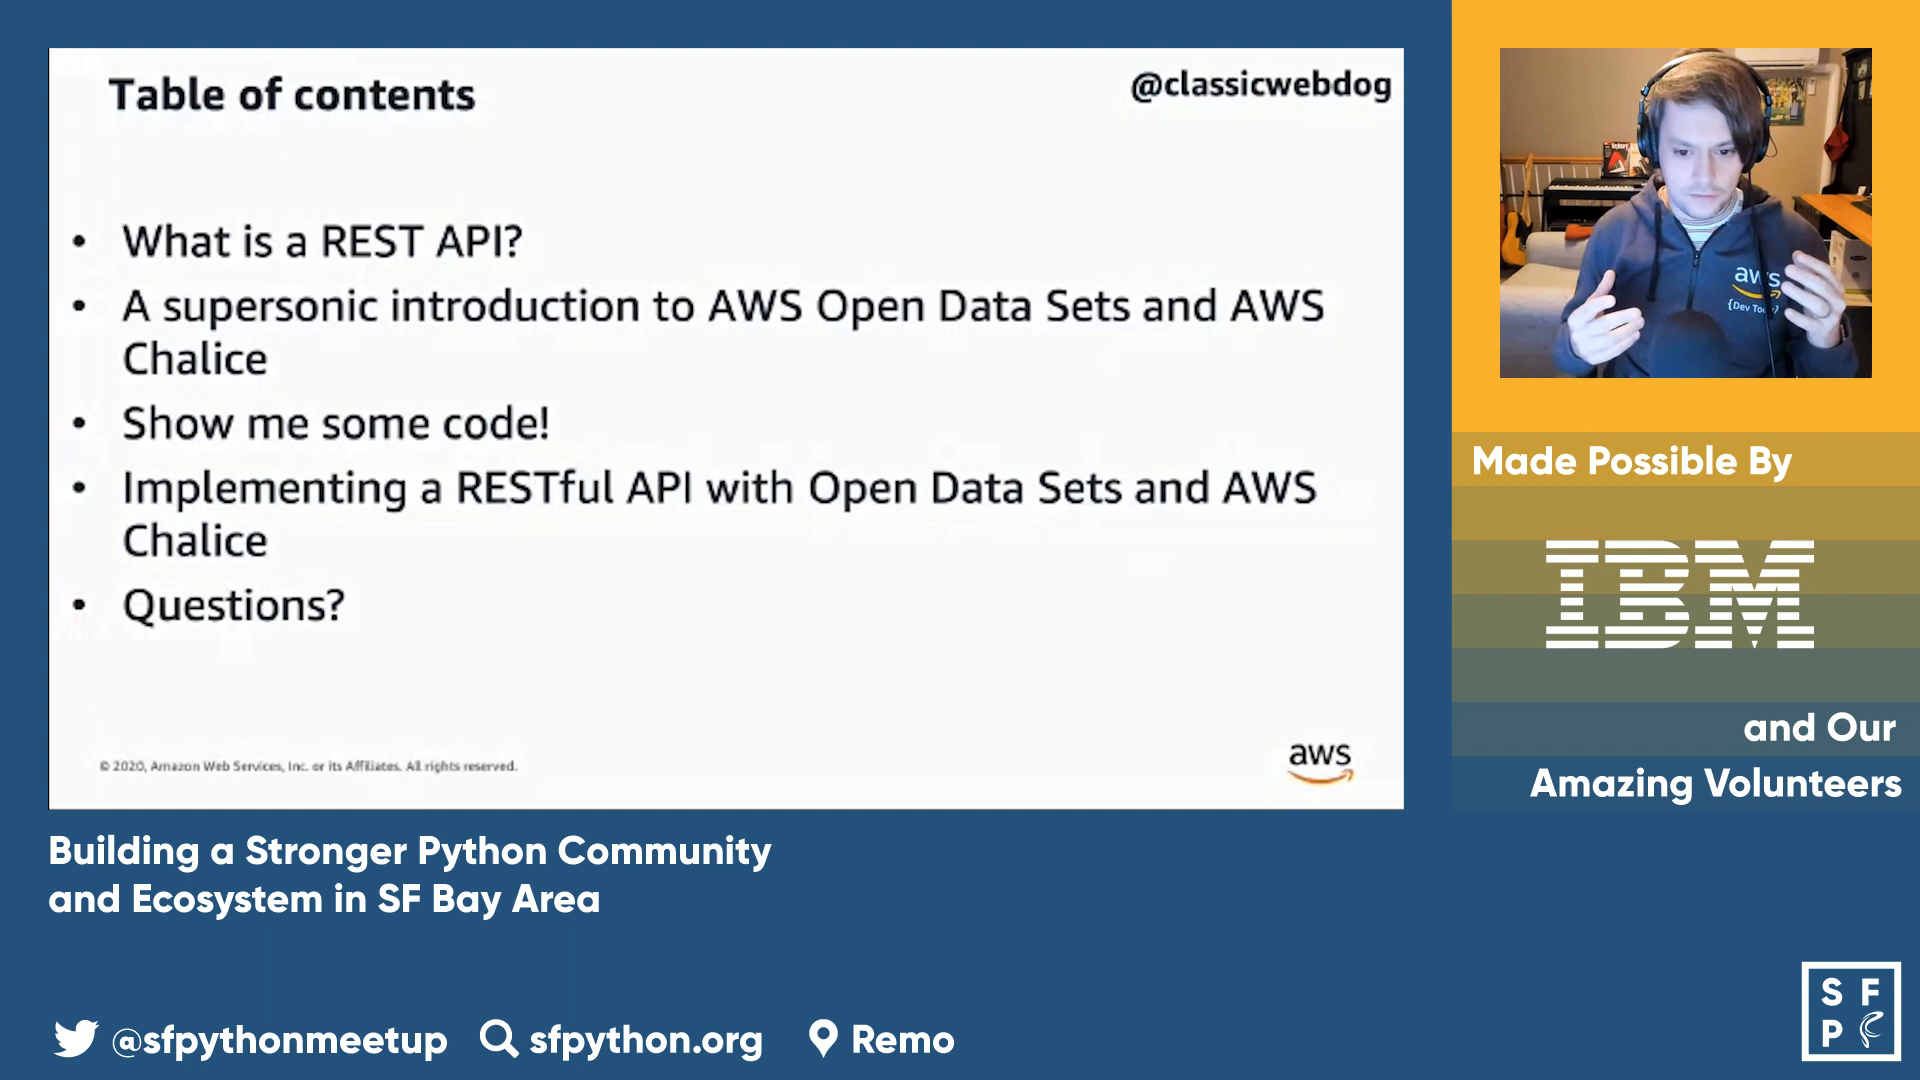 Table of contents
@classicwebdog
• What is a REST API?
• A supersonic introduction to AWS Open Data Sets and AWS
Chalice
• Show me some code!
• Implementing a RESTful API with Open Data Sets and AWS
Chalice
• Questions?
© 2020, Amazon Web Services, Inc. or its Affiliates. All rights reserved.
aws
aws
Made Possible By
IBM
and Our
Amazing Volunteers
Building a Stronger Python Community
and Ecosystem in SF Bay Area
@sfpythonmeetup
sfpython.org
Remo
S F
P